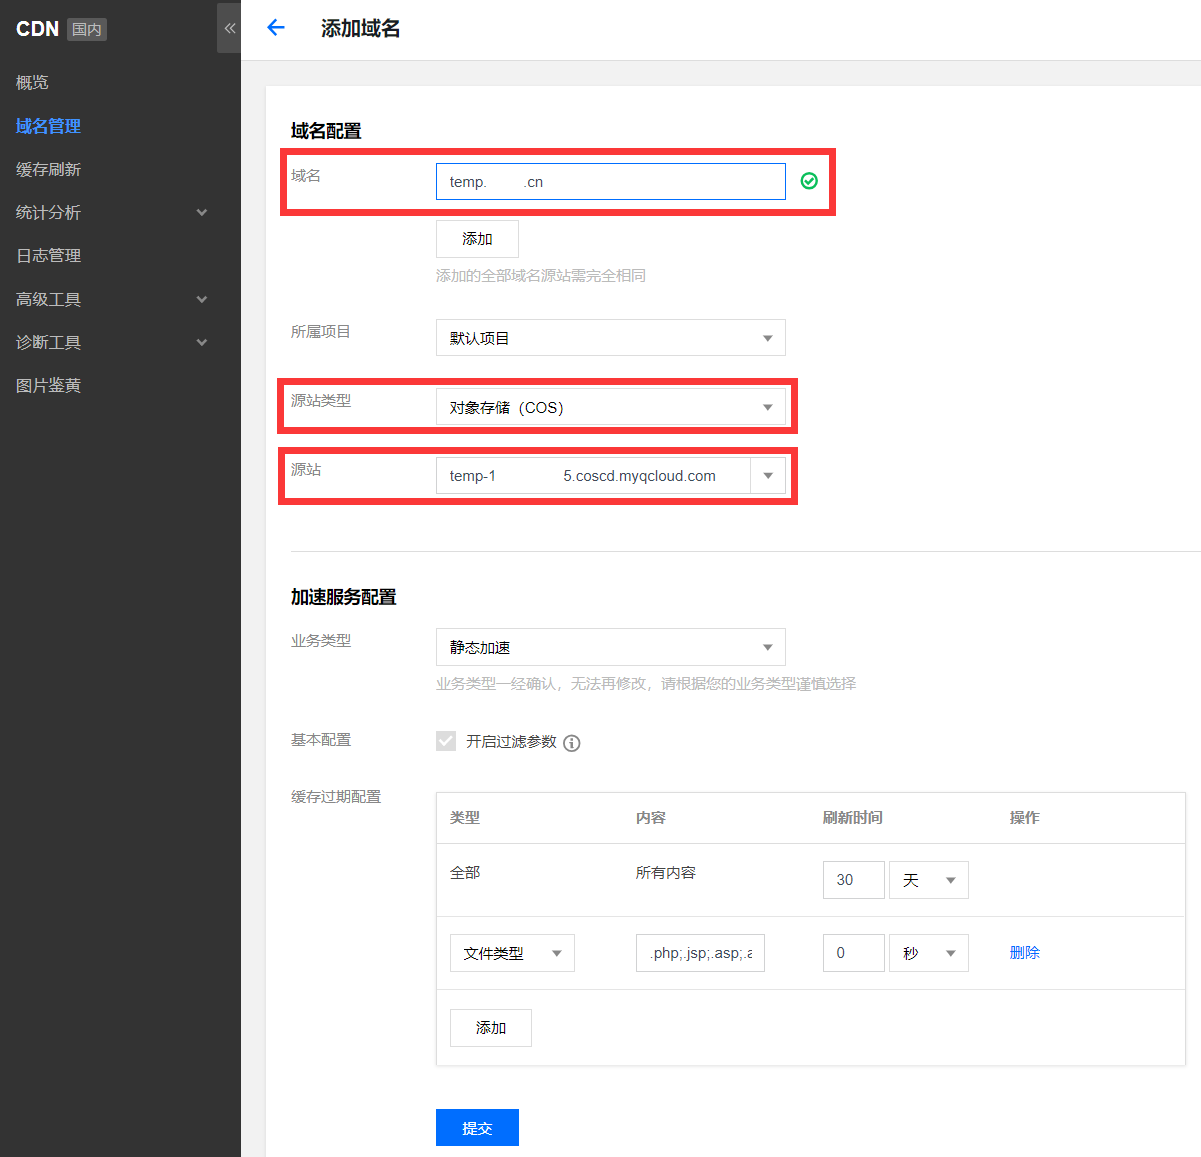 CDN 国内
概览
域名管理
缓存刷新
统计分析
日志管理
高级工具
诊断工具
图片鉴黄
添加域名
域名配置
域名 temp. .cn
添加
添加的全部域名源站需完全相同
所属项目 默认项目
源站类型 对象存储（COS）
源站 temp-1 5.coscd.myqcloud.com
加速服务配置
业务类型 静态加速
业务类型一经确认，无法再修改，请根据您的业务类型谨慎选择
基本配置 开启过滤参数
缓存过期配置
类型 内容 刷新时间 操作
全部 所有内容 30 天
文件类型 .php;.jsp;.asp;.a 0 秒 删除
添加
提交